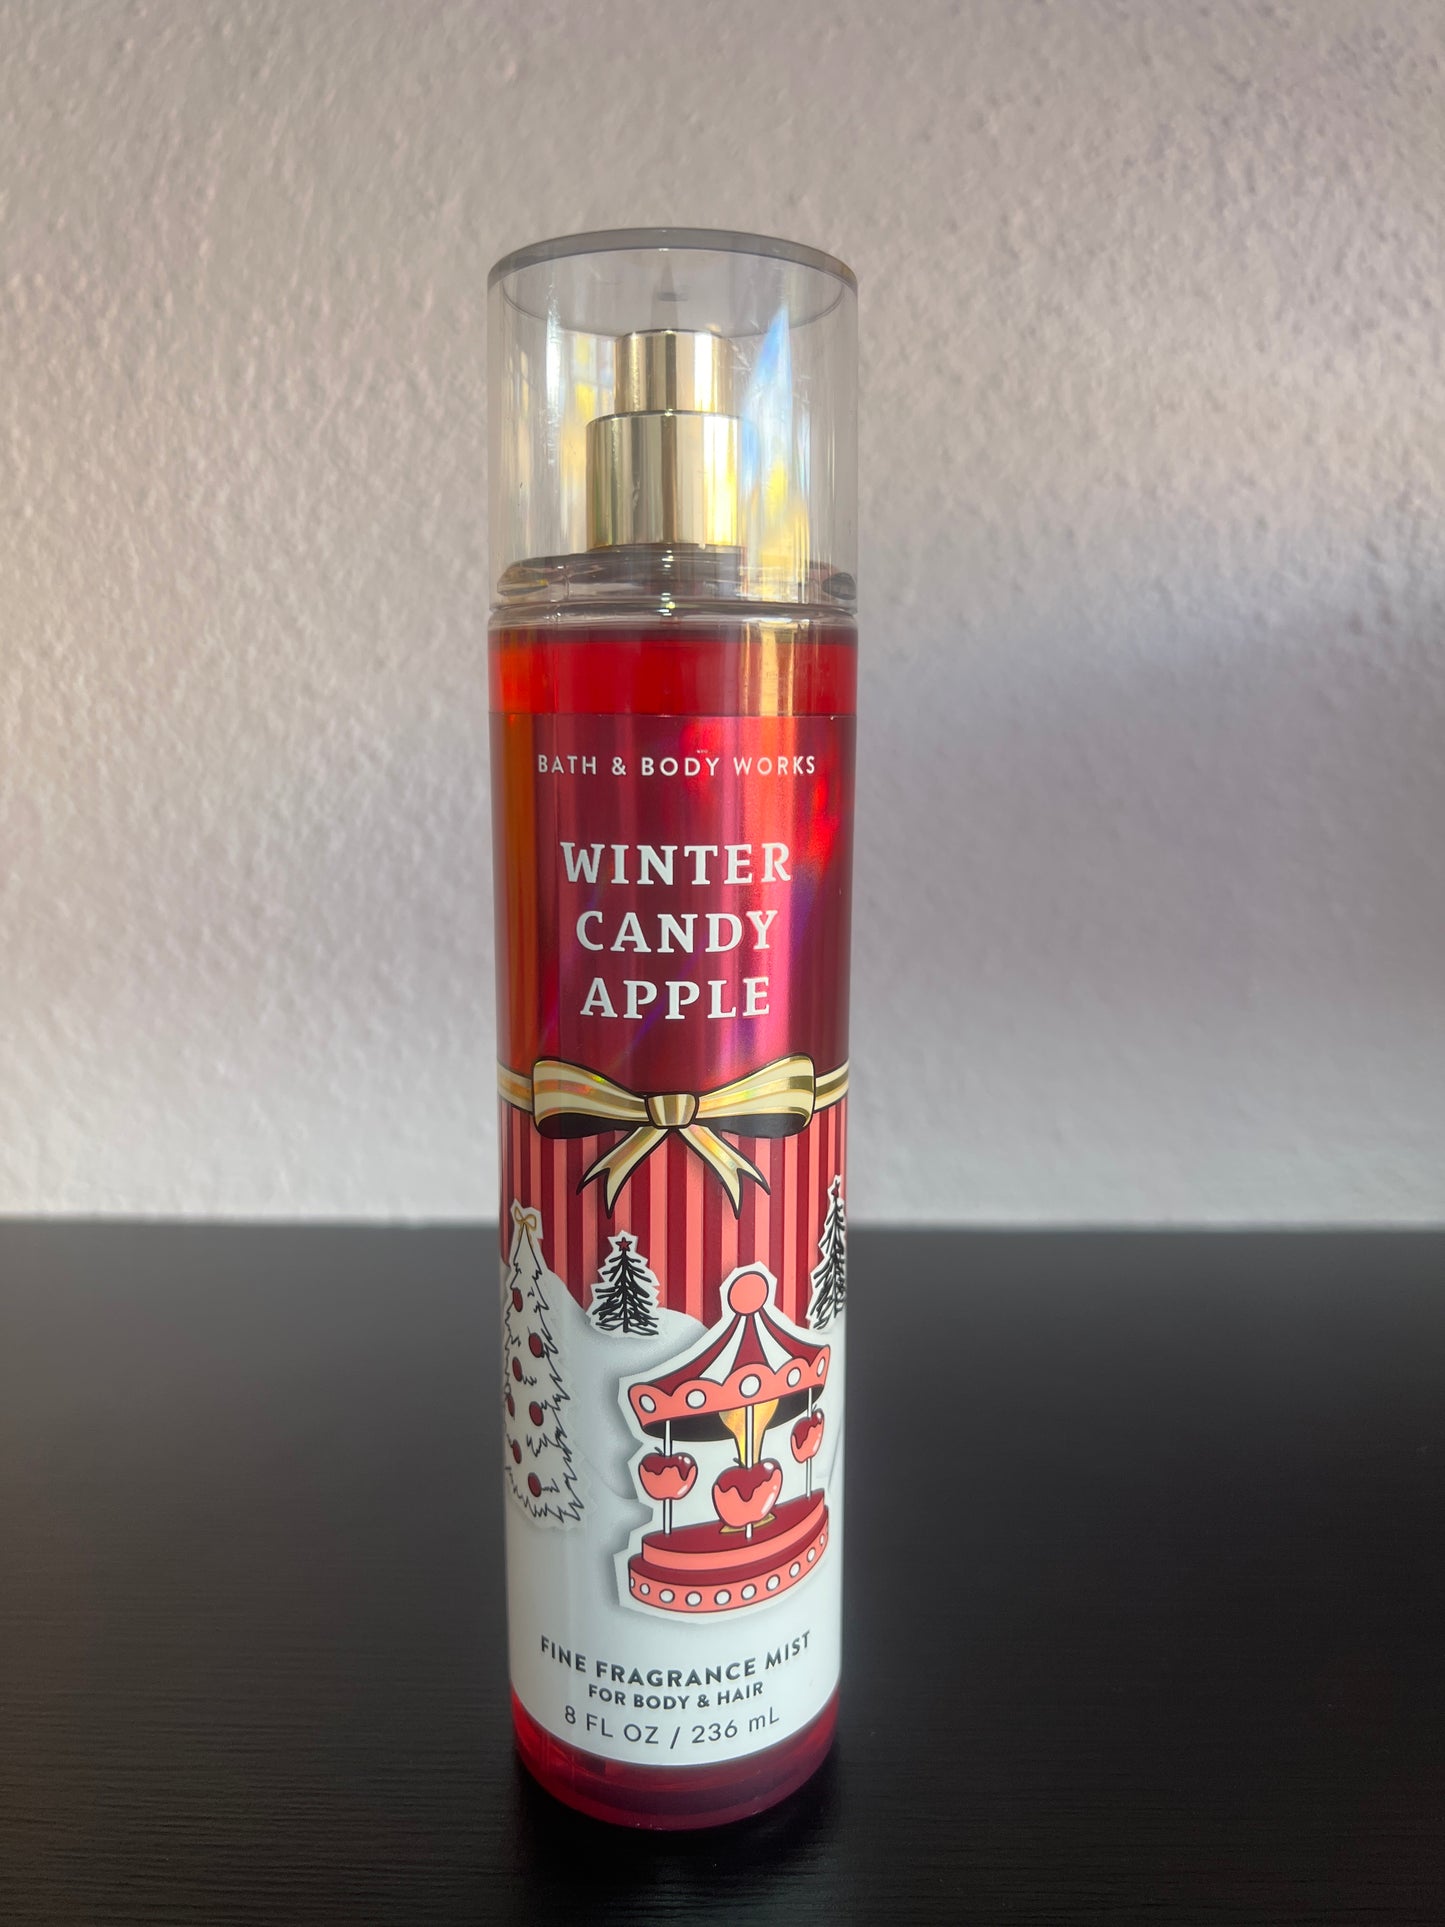 BATH & BODY WORKS
WINTER
CANDY
APPLE
FINE FRAGRANCE MIST
FOR BODY & HAIR
8 FL OZ / 236 mL